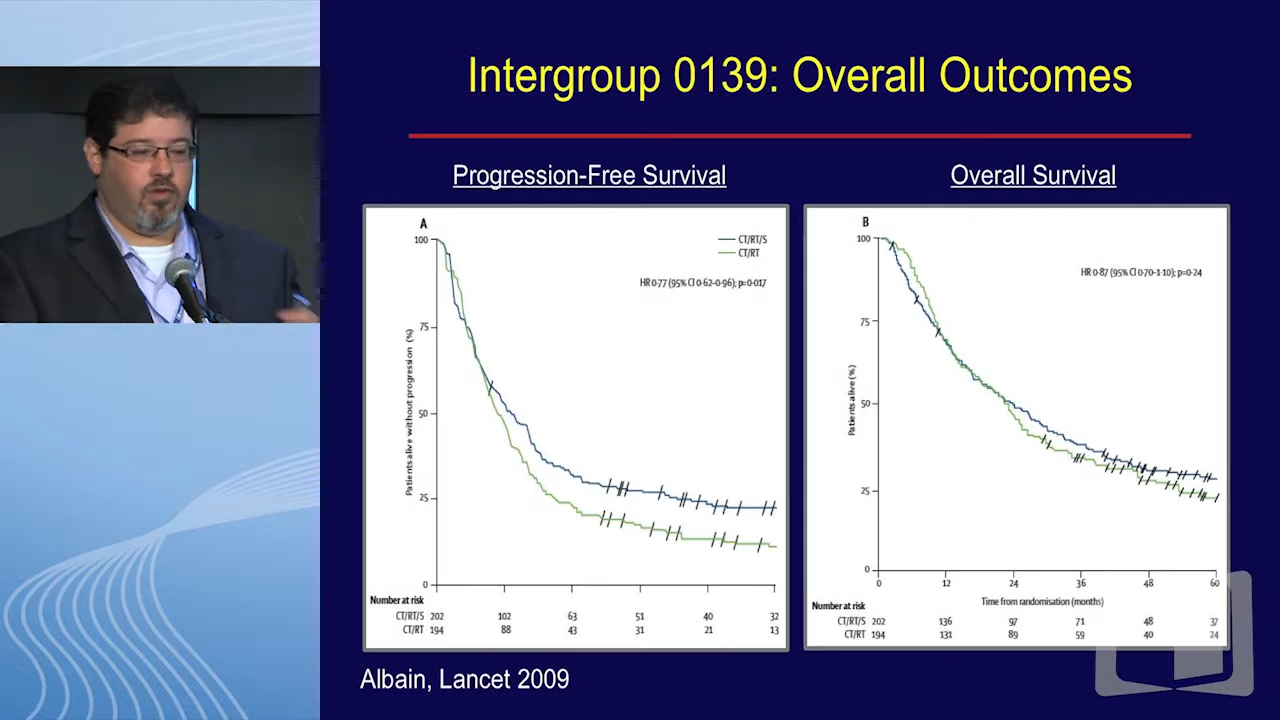 Intergroup 0139: Overall Outcomes
Progression-Free Survival
A
100
75
50
25
0
Patients alive without progression (%)
CT/RT/S
CT/RT
HR 0·77 (95% CI 0·62–0·96); p=0·017
Number at risk
CT/RT/S 202 102 63 51 40 32
CT/RT 194 88 43 31 21 13
Overall Survival
B
100
75
50
25
0
Patients alive (%)
HR 0·87 (95% CI 0·70–1·10); p=0·24
0 12 24 36 48 60
Time from randomisation (months)
Number at risk
CT/RT/S 202 136 97 71 48 37
CT/RT 194 131 89 59 40 24
Albain, Lancet 2009